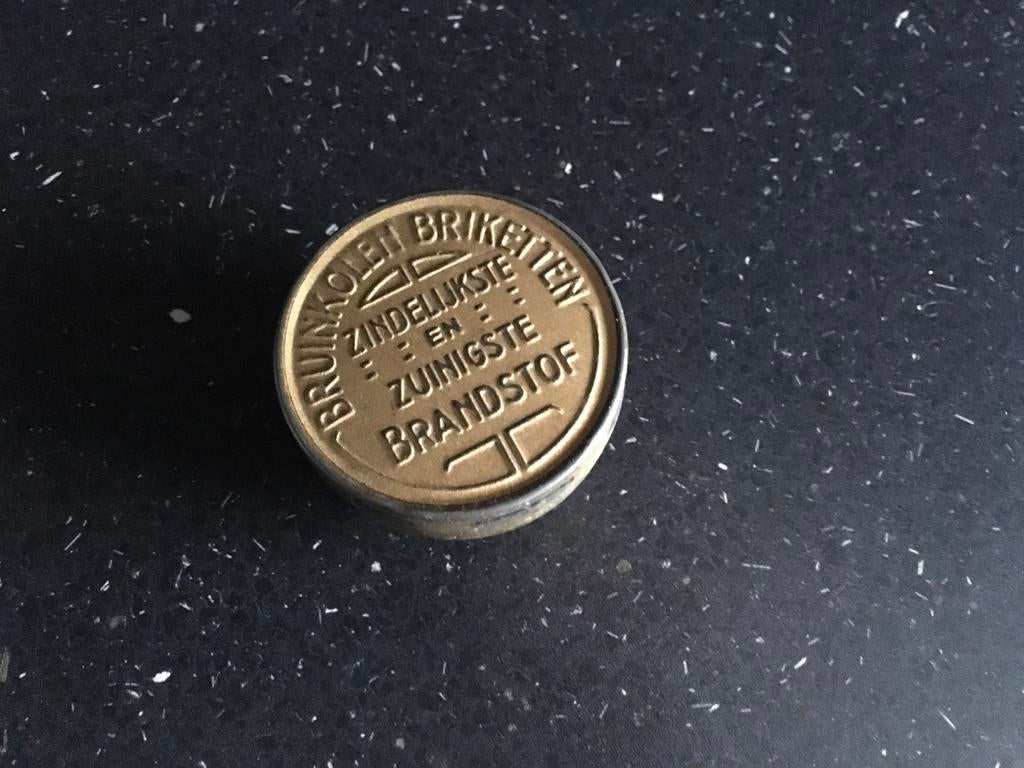 BRUINKOLEN BRIKETTEN
ZINDELIJKSTE
EN
ZUINIGSTE
BRANDSTOF